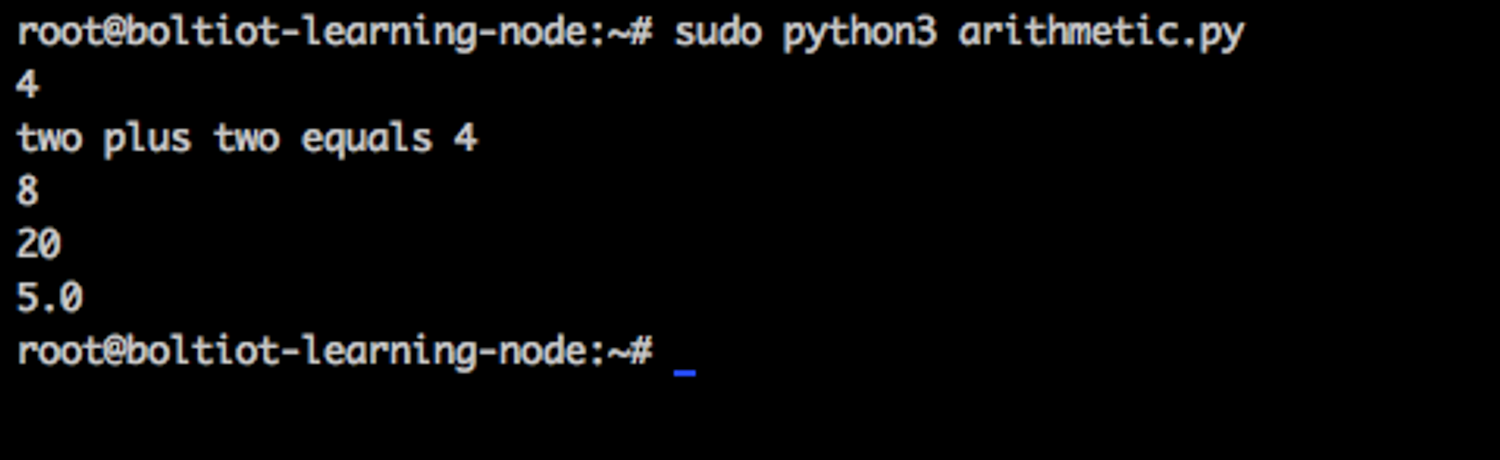 root@boltiot-learning-node:~# sudo python3 arithmetic.py
4
two plus two equals 4
8
20
5.0
root@boltiot-learning-node:~#